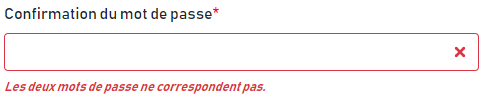 Confirmation du mot de passe*
Les deux mots de passe ne correspondent pas.